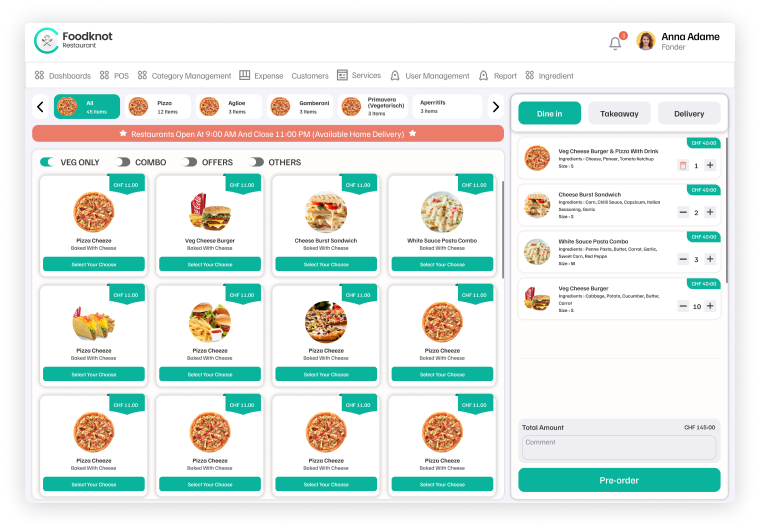 Foodknot
Restaurant
3
Anna Adame
Fonder
Dashboards
POS
Category Management
Expense
Customers
Services
User Management
Report
Ingredient
All
45 Items
Pizza
12 Items
Aglioe
3 Items
Gamberoni
3 Items
Primavera
(Vegetarisch)
3 Items
Aperritifs
3 Items
Restaurants Open At 9:00 AM And Close 11:00 PM (Available Home Delivery)
VEG ONLY
COMBO
OFFERS
OTHERS
CHF 11.00
Pizza Cheeze
Baked With Cheese
Select Your Choose
CHF 11.00
Veg Cheese Burger
Baked With Cheese
Select Your Choose
CHF 11.00
Cheese Burst Sandwich
Baked With Cheese
Select Your Choose
CHF 11.00
White Sauce Pasta Combo
Baked With Cheese
Select Your Choose
CHF 11.00
Pizza Cheeze
Baked With Cheese
Select Your Choose
CHF 11.00
Pizza Cheeze
Baked With Cheese
Select Your Choose
CHF 11.00
Pizza Cheeze
Baked With Cheese
Select Your Choose
CHF 11.00
Pizza Cheeze
Baked With Cheese
Select Your Choose
CHF 11.00
Pizza Cheeze
Baked With Cheese
Select Your Choose
CHF 11.00
Pizza Cheeze
Baked With Cheese
Select Your Choose
CHF 11.00
Pizza Cheeze
Baked With Cheese
Select Your Choose
CHF 11.00
Pizza Cheeze
Baked With Cheese
Select Your Choose
Dine in
Takeaway
Delivery
CHF 40:00
Veg Cheese Burger & Pizza With Drink
Ingredients : Cheese, Paneer, Tomato Ketchup
Size : S
1 +
CHF 40:00
Cheese Burst Sandwich
Ingredients : Corn, Chilli Sauce, Capsicum, Italian
Seasoning, Garlic
Size : S
− 2 +
CHF 40:00
White Sauce Pasta Combo
Ingredients : Penne Pasta, Butter, Carrot, Garlic,
Sweet Corn, Red Peppe
Size : M
− 3 +
CHF 40:00
Veg Cheese Burger
Ingredients : Cabbage, Potato, Cucumber, Butter,
Carrot
Size : S
− 10 +
Total Amount
CHF 145:00
Comment
Pre-order